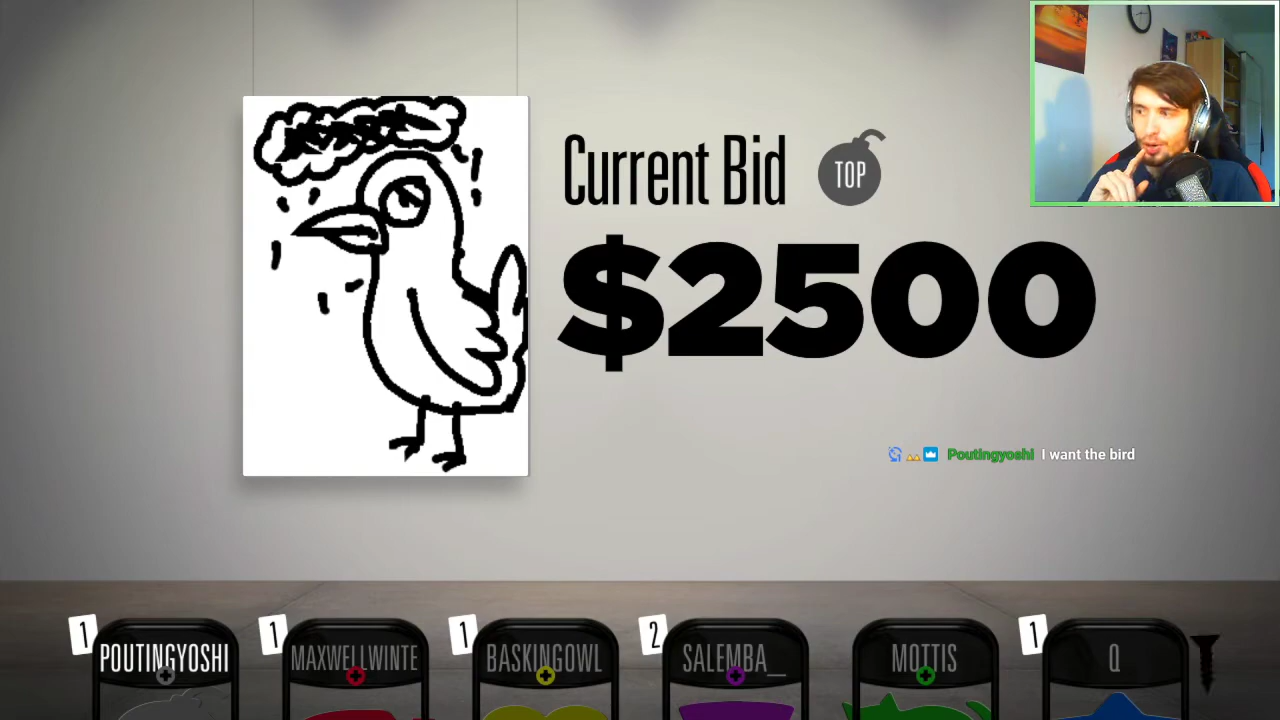 Current Bid
TOP
$2500
Poutingyoshi I want the bird
1
POUTINGYOSHI
1
MAXWELLWINTE
1
BASKINGOWL
2
SALEMBA_
MOTTIS
1
Q